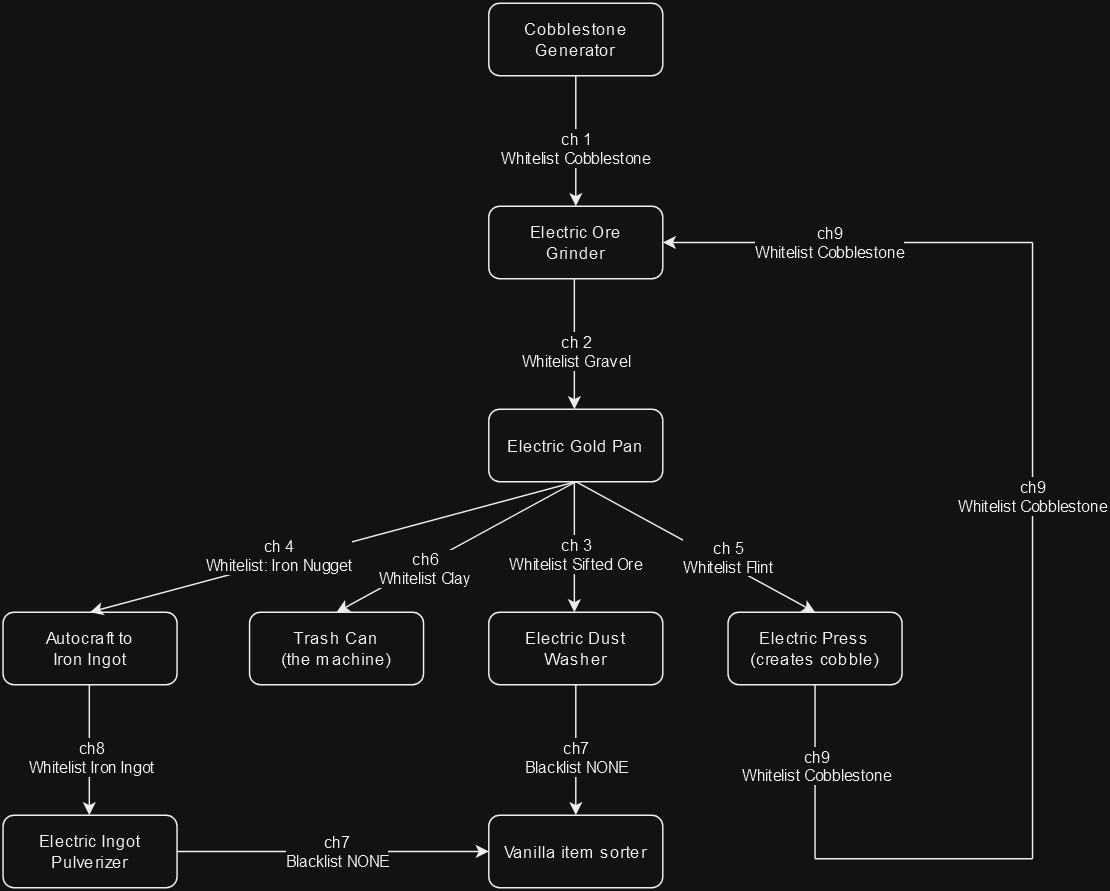 Cobblestone
Generator
ch 1
Whitelist Cobblestone
Electric Ore
Grinder
ch9
Whitelist Cobblestone
ch 2
Whitelist Gravel
Electric Gold Pan
ch9
Whitelist Cobblestone
ch 4
Whitelist: Iron Nugget
ch6
Whitelist Clay
ch 3
Whitelist Sifted Ore
ch 5
Whitelist Flint
Autocraft to
Iron Ingot
Trash Can
(the machine)
Electric Dust
Washer
Electric Press
(creates cobble)
ch8
Whitelist Iron Ingot
ch7
Blacklist NONE
ch9
Whitelist Cobblestone
Electric Ingot
Pulverizer
ch7
Blacklist NONE
Vanilla item sorter